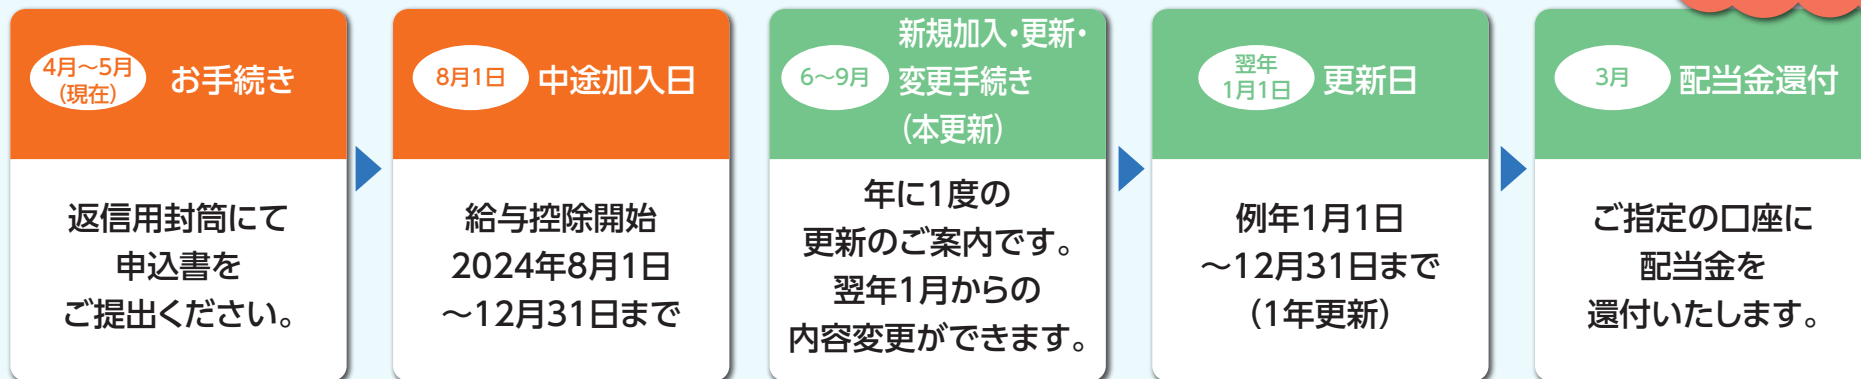 4月～5月
(現在)
お手続き
返信用封筒にて
申込書を
ご提出ください。
8月1日
中途加入日
給与控除開始
2024年8月1日
～12月31日まで
6～9月
新規加入・更新・
変更手続き
(本更新)
年に1度の
更新のご案内です。
翌年1月からの
内容変更ができます。
翌年
1月1日
更新日
例年1月1日
～12月31日まで
(1年更新)
3月
配当金還付
ご指定の口座に
配当金を
還付いたします。